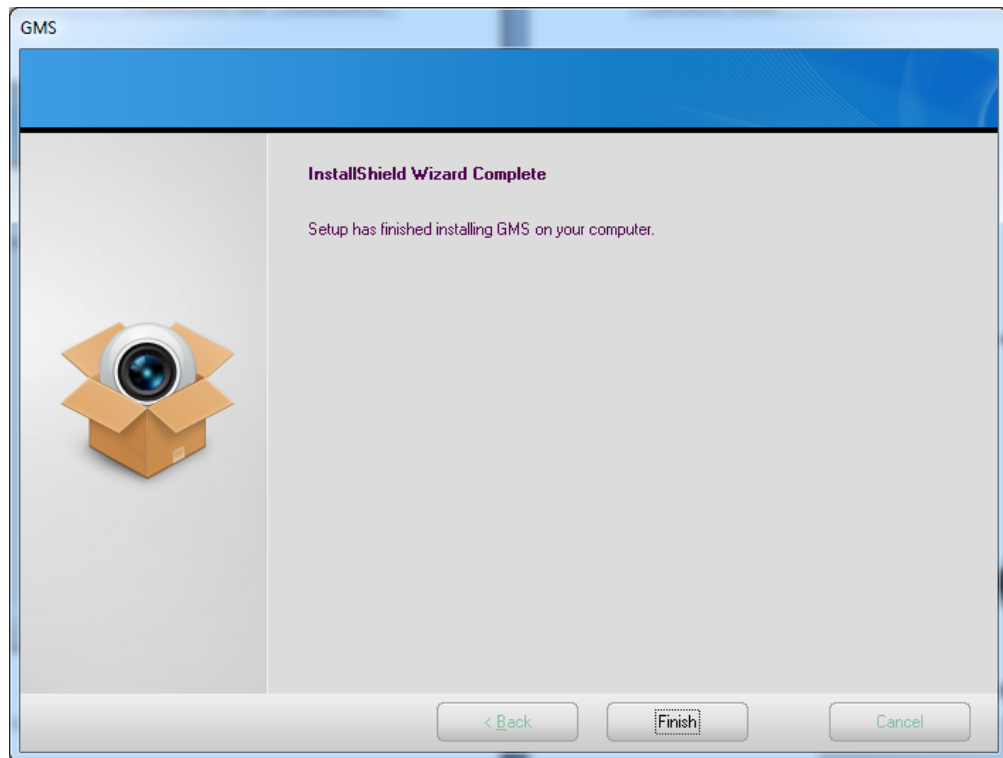 GMS
InstallShield Wizard Complete
Setup has finished installing GMS on your computer.
< Back
Finish
Cancel